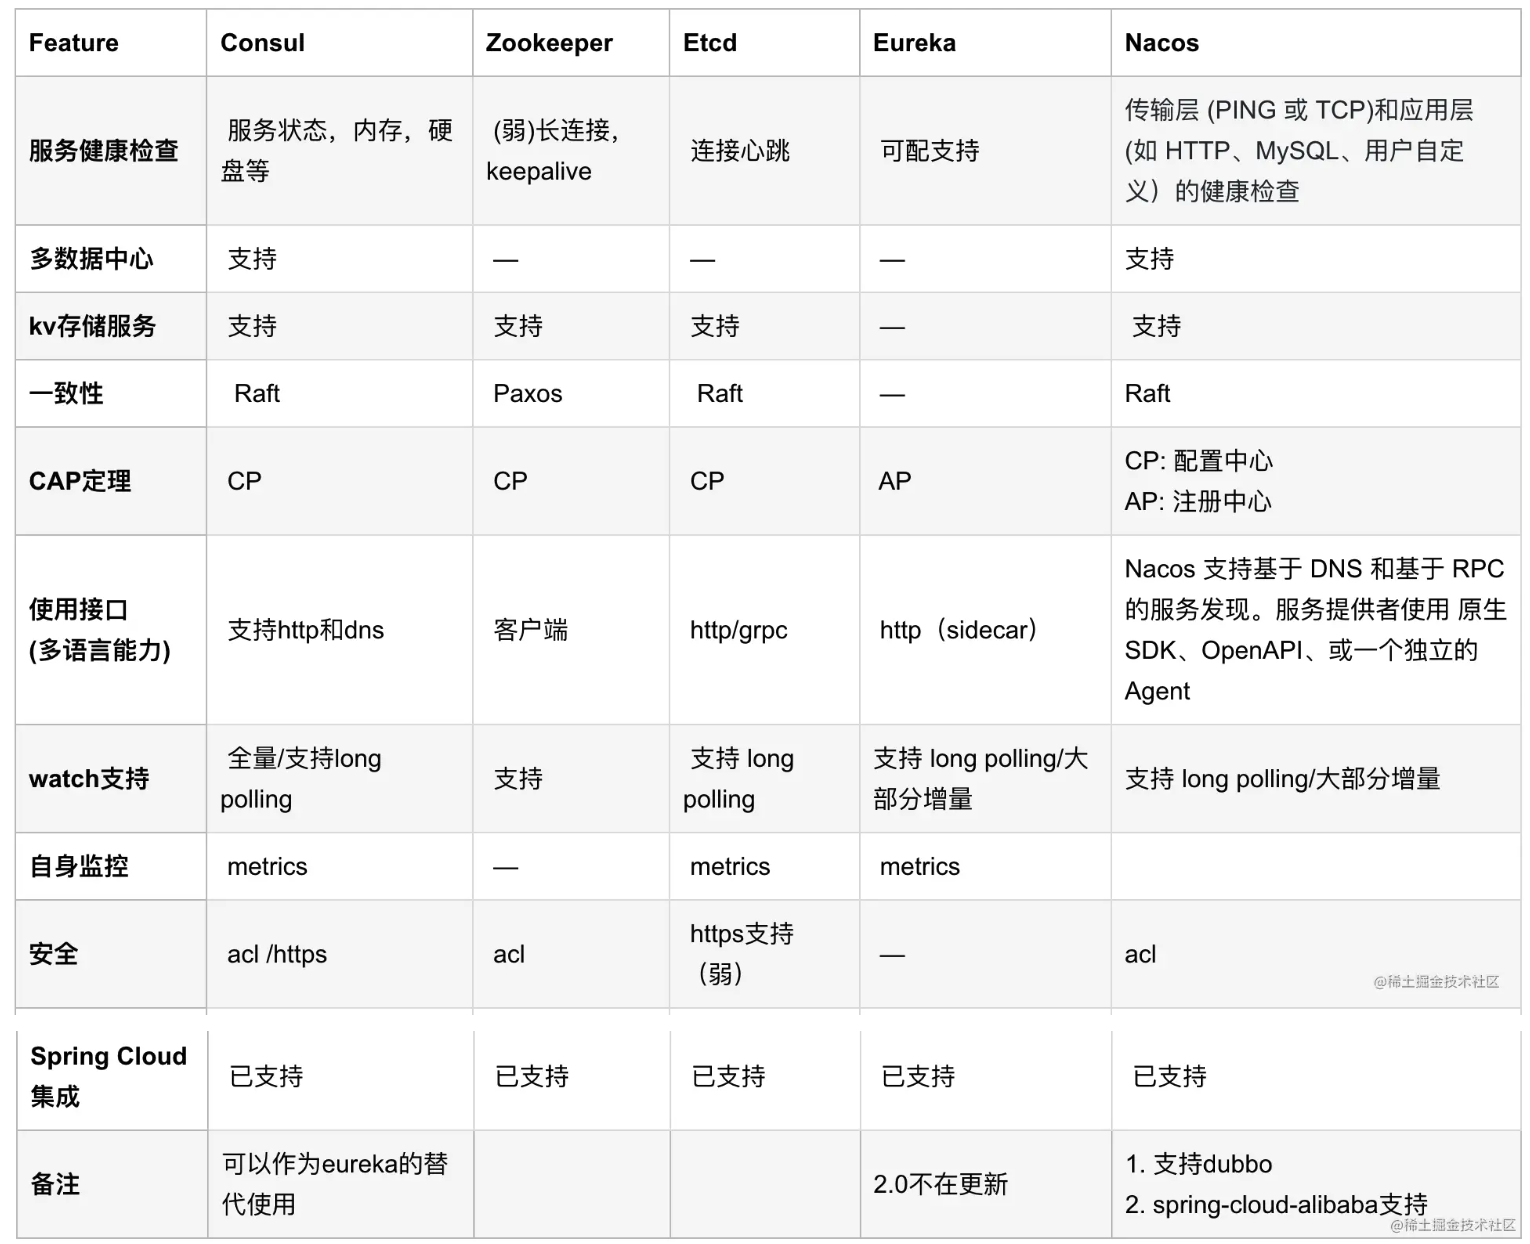 Feature Consul Zookeeper Etcd Eureka Nacos
服务健康检查
服务状态，内存，硬
盘等
(弱)长连接，
keepalive
连接心跳
可配支持
传输层 (PING 或 TCP)和应用层
(如 HTTP、MySQL、用户自定
义）的健康检查
多数据中心 支持 — — — 支持
kv存储服务 支持 支持 支持 — 支持
一致性 Raft Paxos Raft — Raft
CAP定理 CP CP CP AP
CP: 配置中心
AP: 注册中心
使用接口
(多语言能力)
支持http和dns
客户端
http/grpc
http（sidecar）
Nacos 支持基于 DNS 和基于 RPC
的服务发现。服务提供者使用 原生
SDK、OpenAPI、或一个独立的
Agent
watch支持
全量/支持long
polling
支持
支持 long
polling
支持 long polling/大
部分增量
支持 long polling/大部分增量
自身监控 metrics — metrics metrics
安全 acl /https acl
https支持
（弱）
—
acl
@稀土掘金技术社区
Spring Cloud
集成
已支持 已支持 已支持 已支持 已支持
备注
可以作为eureka的替
代使用
2.0不在更新
1. 支持dubbo
2. spring-cloud-alibaba支持
@稀土掘金技术社区